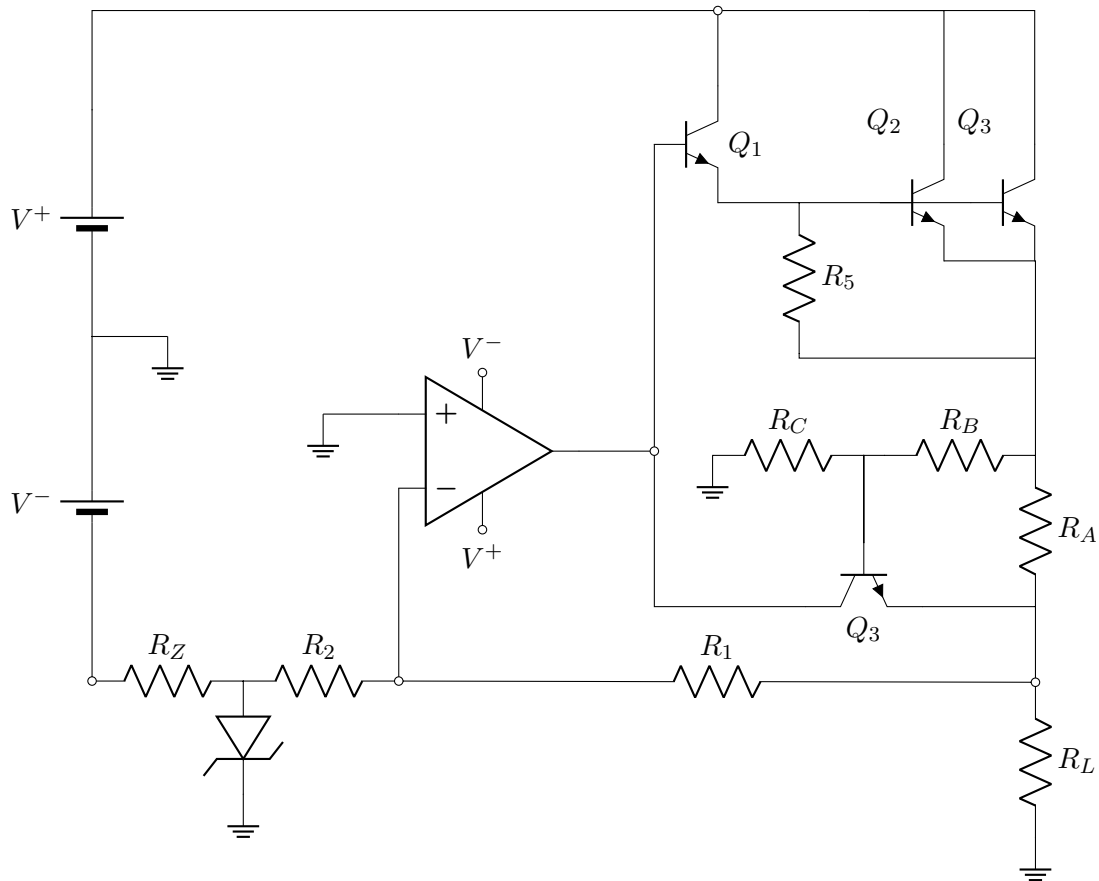 Q₂ Q₃
Q₁
V⁺
R₅
V⁻
+
R_C R_B
V⁻
−
R_A
V⁺
Q₃
R_Z R₂ R₁
R_L